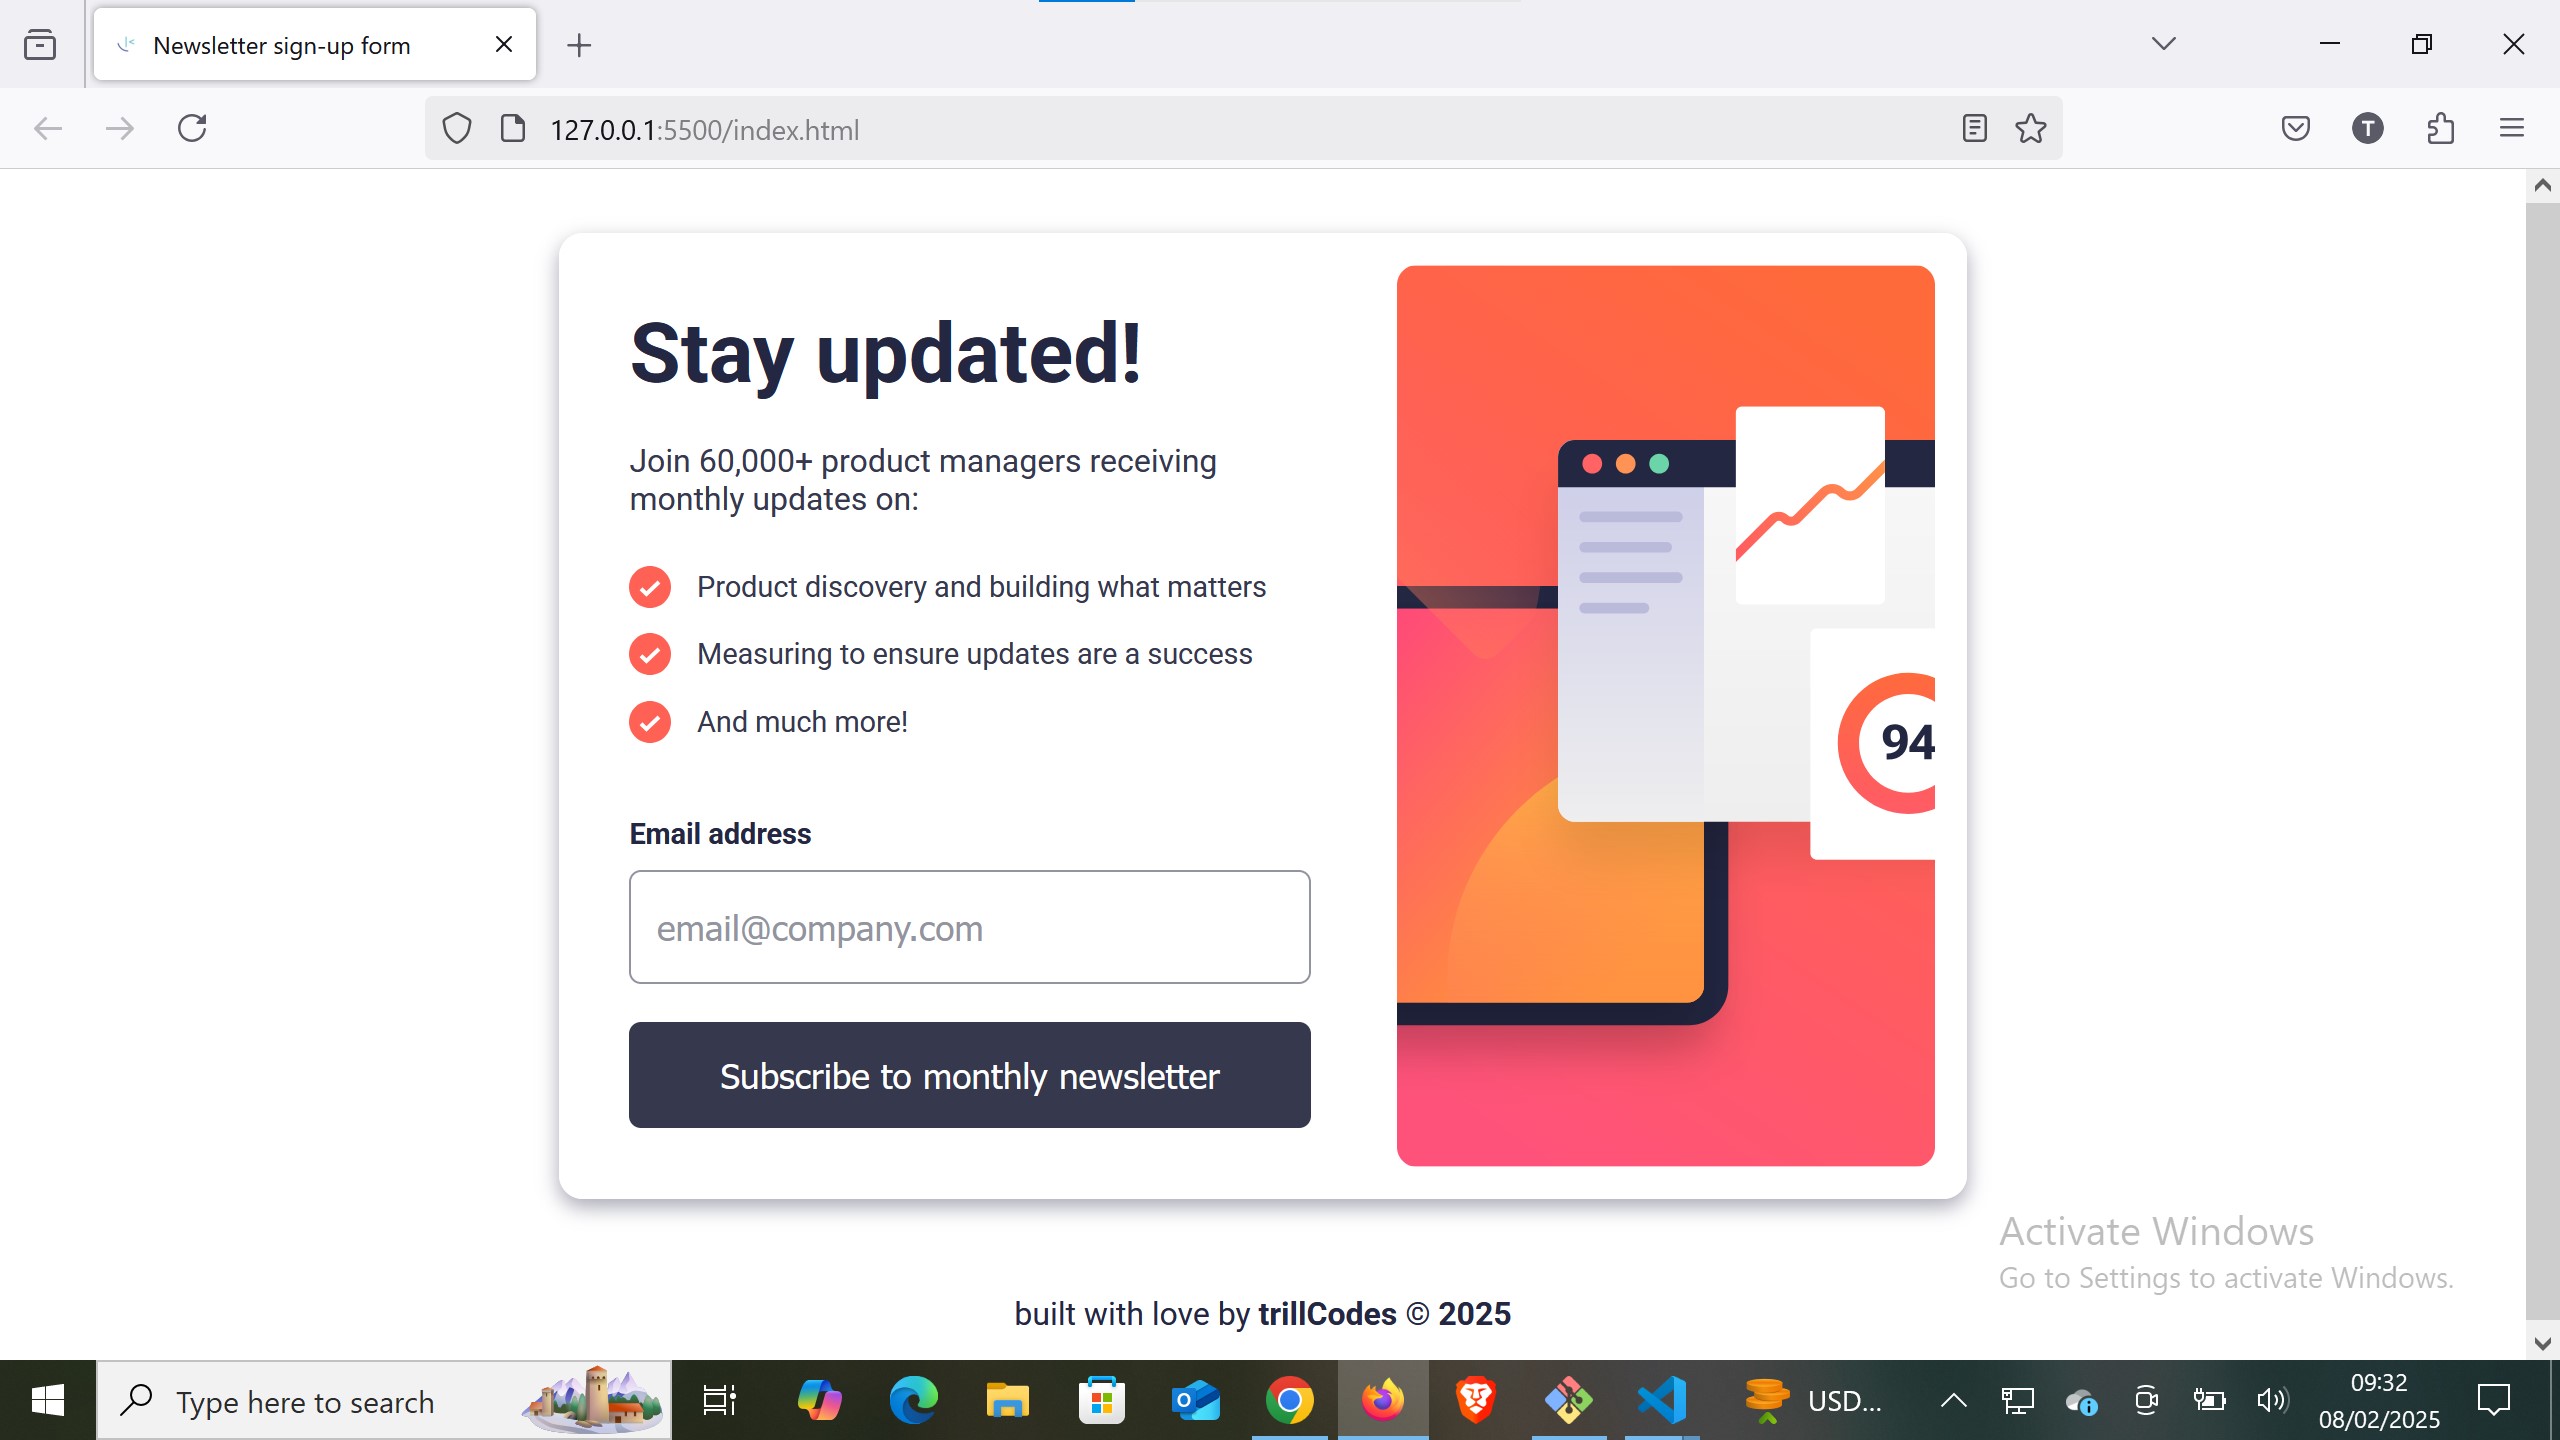 Newsletter sign-up form
127.0.0.1:5500/index.html
T
Stay updated!
Join 60,000+ product managers receiving
monthly updates on:
Product discovery and building what matters
Measuring to ensure updates are a success
And much more!
94
Email address
email@company.com
Subscribe to monthly newsletter
Activate Windows
Go to Settings to activate Windows.
built with love by trillCodes © 2025
Type here to search
USD...
09:32
08/02/2025